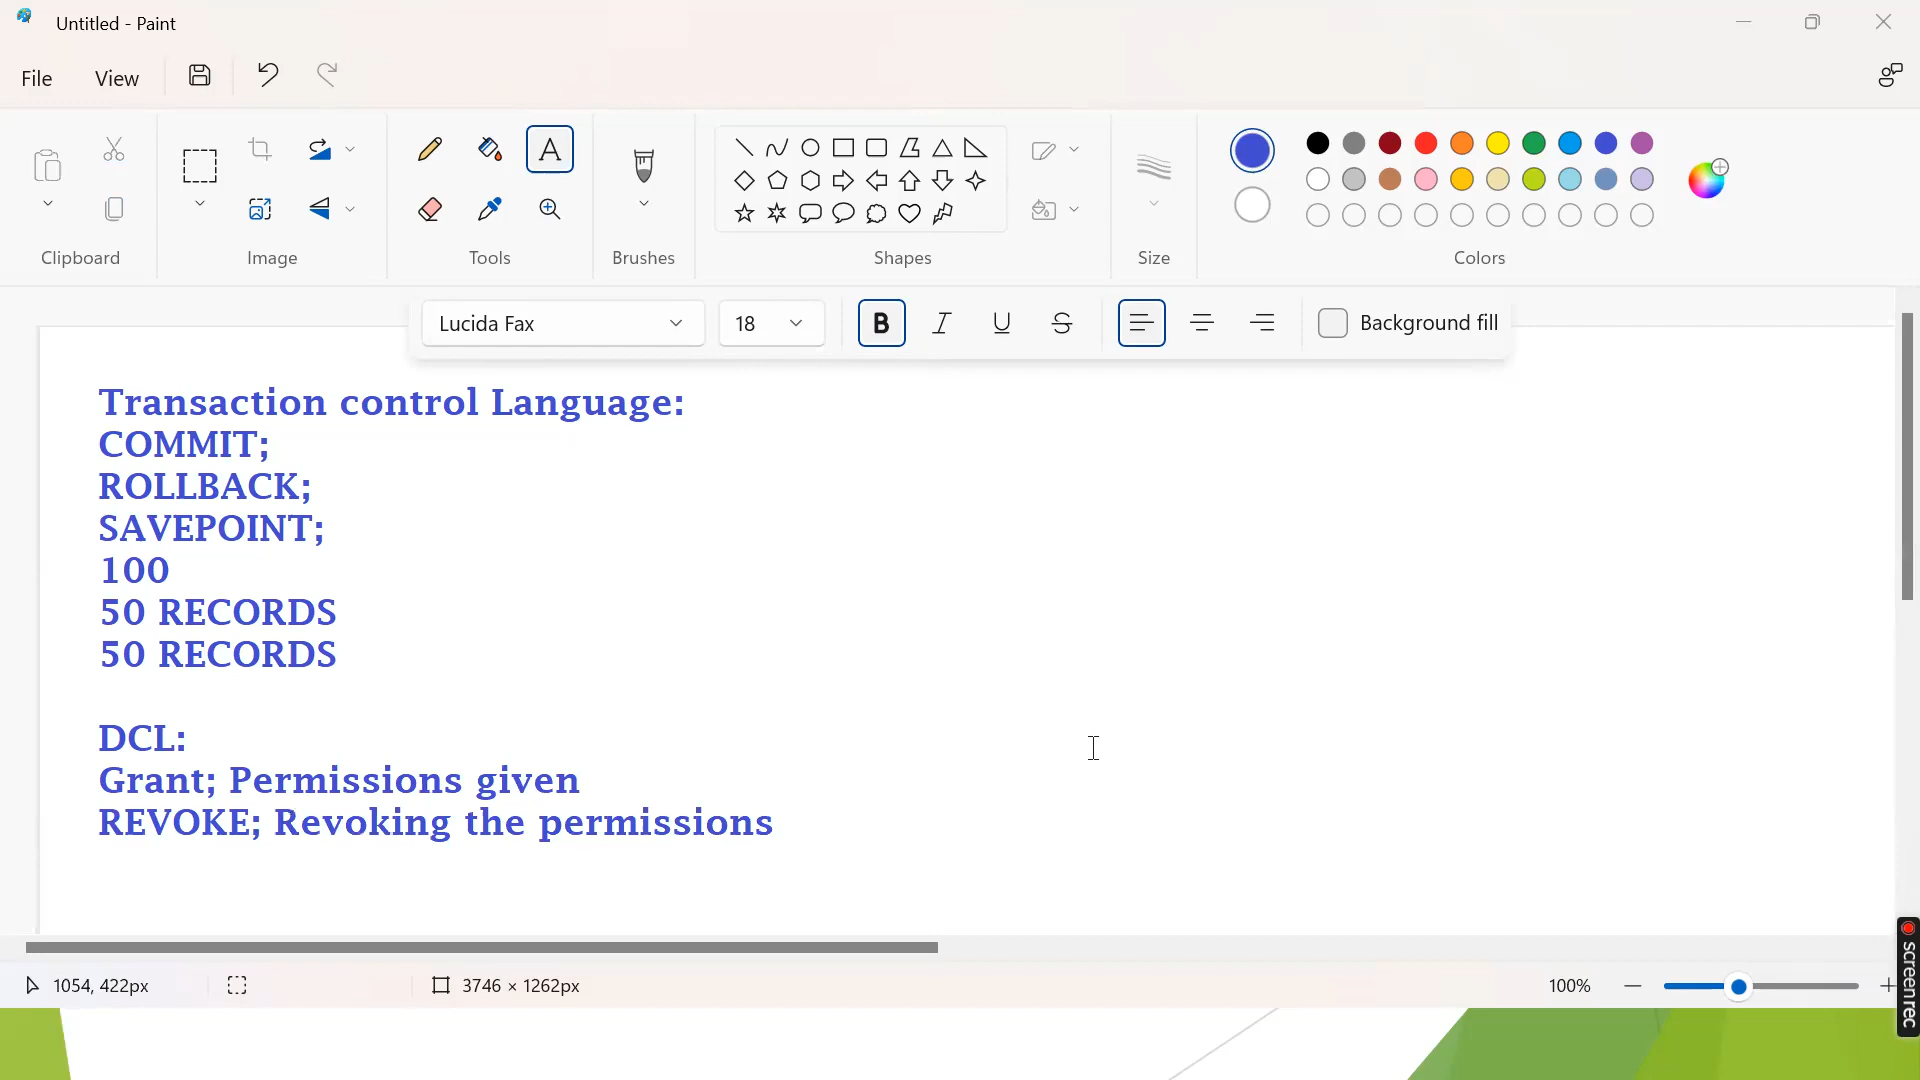 Untitled - Paint
File View
Clipboard Image Tools Brushes Shapes Size Colors
Lucida Fax 18 B I U S Background fill
Transaction control Language:
COMMIT;
ROLLBACK;
SAVEPOINT;
100
50 RECORDS
50 RECORDS
DCL:
Grant; Permissions given
REVOKE; Revoking the permissions
1054, 422px 3746 × 1262px 100%
screenrec